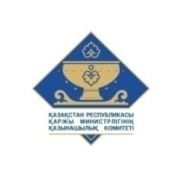 ҚАЗАҚСТАН РЕСПУБЛИКАСЫ
ҚАРЖЫ МИНИСТРЛІГІНІҢ
ҚАЗЫНАШЫЛЫҚ КОМИТЕТІ